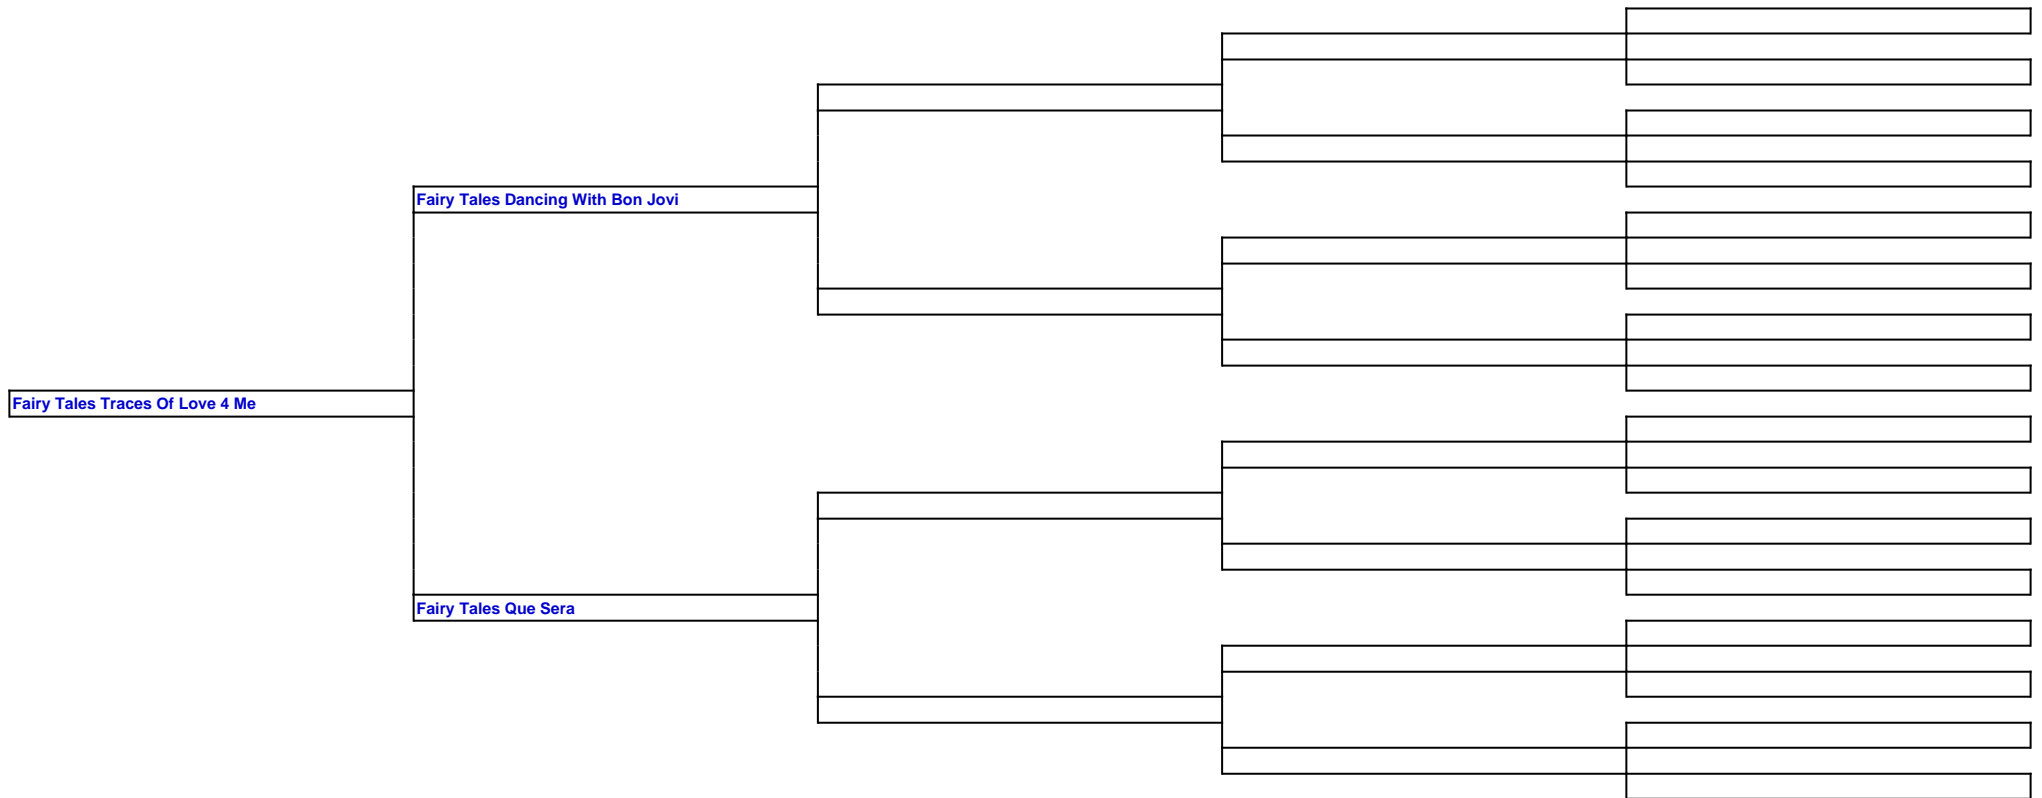 Fairy Tales Dancing With Bon Jovi
Fairy Tales Traces Of Love 4 Me
Fairy Tales Que Sera